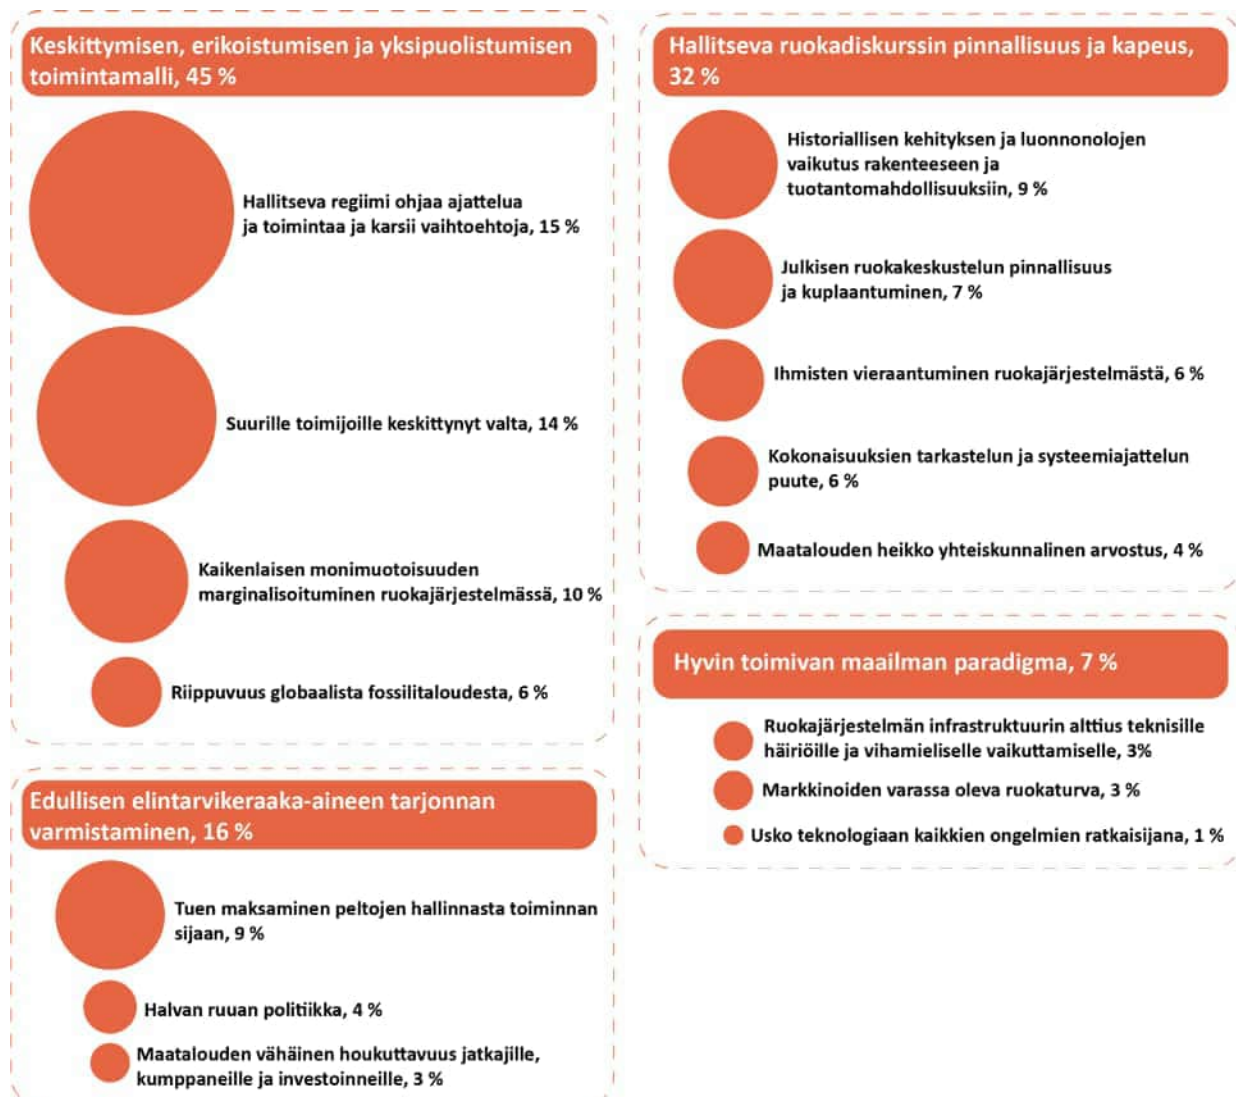 Keskittymisen, erikoistumisen ja yksipuolistumisen
toimintamalli, 45 %
Hallitseva regiimi ohjaa ajattelua
ja toimintaa ja karsii vaihtoehtoja, 15 %
Suurille toimijoille keskittynyt valta, 14 %
Kaikenlaisen monimuotoisuuden
marginalisoituminen ruokajärjestelmässä, 10 %
Riippuvuus globaalista fossilitaloudesta, 6 %
Edullisen elintarvikeraaka-aineen tarjonnan
varmistaminen, 16 %
Tuen maksaminen peltojen hallinnasta toiminnan
sijaan, 9 %
Halvan ruuan politiikka, 4 %
Maatalouden vähäinen houkuttavuus jatkajille,
kumppaneille ja investoinneille, 3 %
Hallitseva ruokadiskurssin pinnallisuus ja kapeus,
32 %
Historiallisen kehityksen ja luonnonolojen
vaikutus rakenteeseen ja
tuotantomahdollisuuksiin, 9 %
Julkisen ruokakeskustelun pinnallisuus
ja kuplaantuminen, 7 %
Ihmisten vieraantuminen ruokajärjestelmästä, 6 %
Kokonaisuuksien tarkastelun ja systeemiajattelun
puute, 6 %
Maatalouden heikko yhteiskunnalinen arvostus, 4 %
Hyvin toimivan maailman paradigma, 7 %
Ruokajärjestelmän infrastruktuurin alttius teknisille
häiriöille ja vihamieliselle vaikuttamiselle, 3%
Markkinoiden varassa oleva ruokaturva, 3 %
Usko teknologiaan kaikkien ongelmien ratkaisijana, 1 %